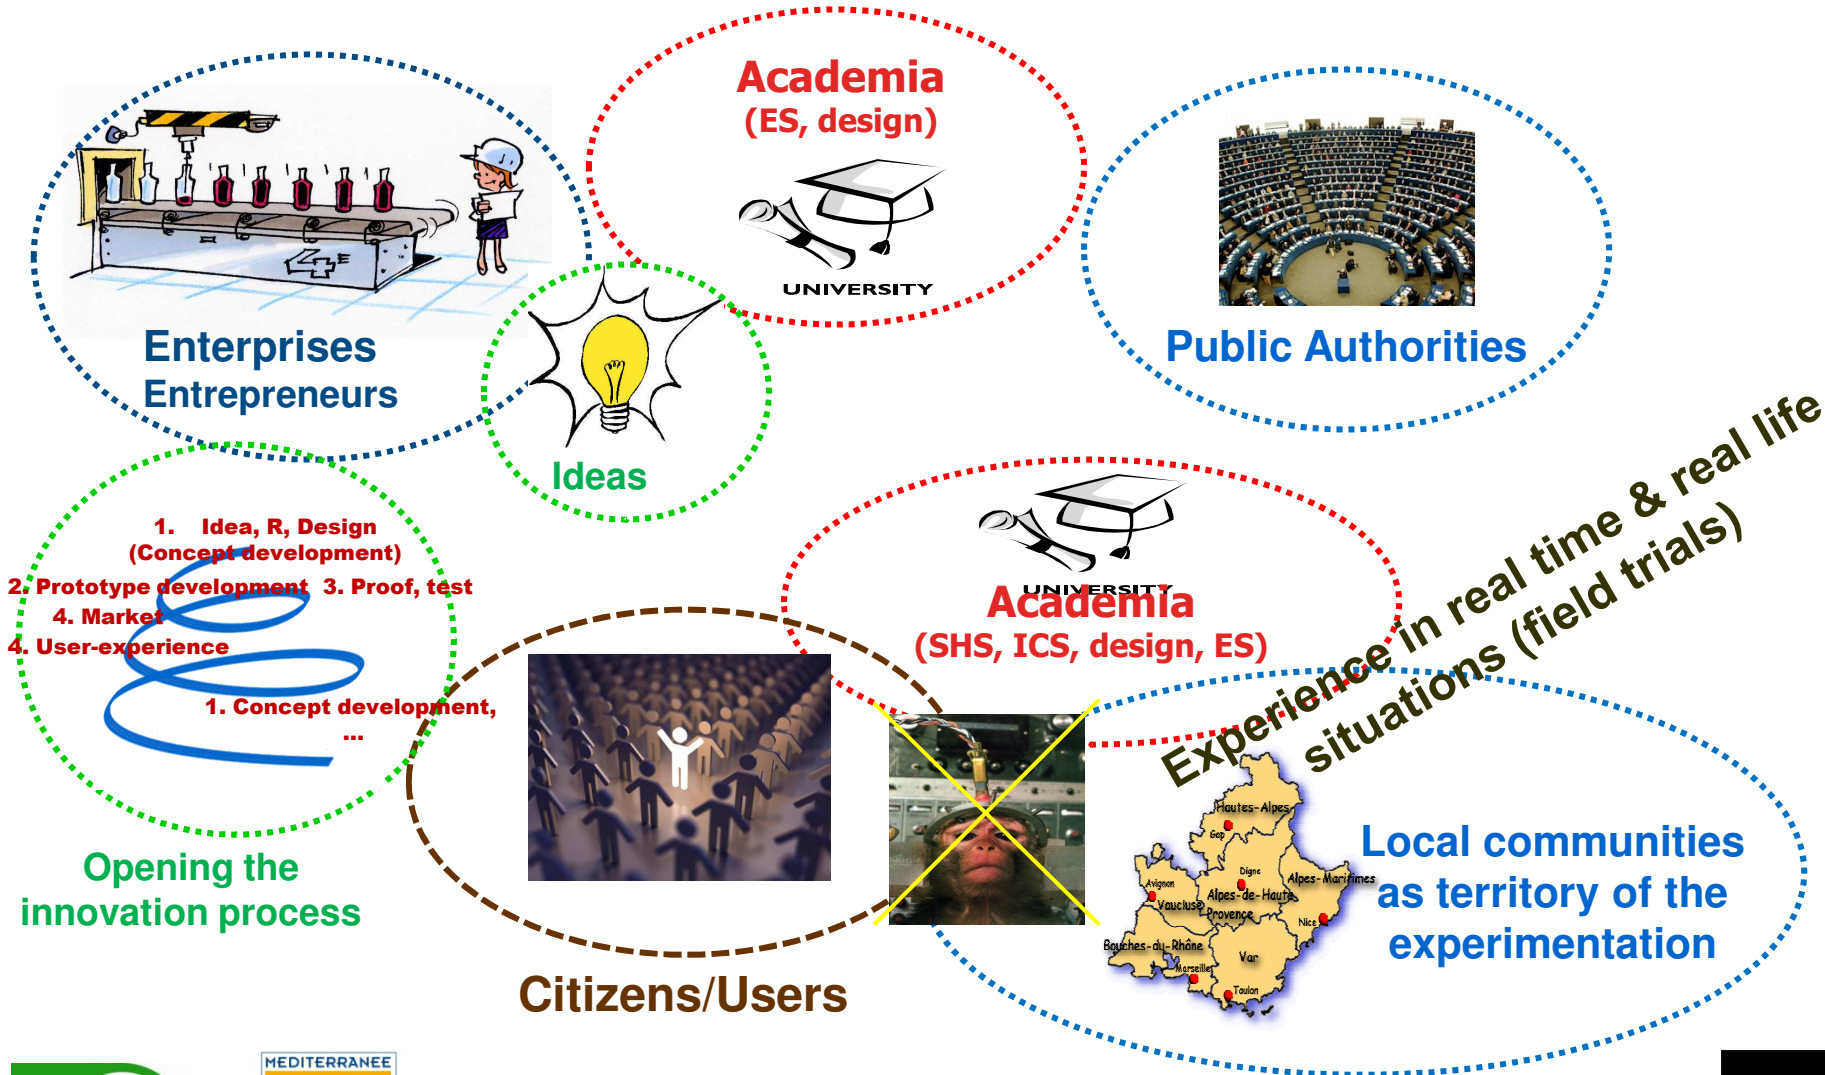 Academia
(ES, design)
UNIVERSITY
Enterprises
Entrepreneurs
Public Authorities
Ideas
1. Idea, R, Design
(Concept development)
2. Prototype development 3. Proof, test
4. Market
4. User-experience
1. Concept development,
...
Opening the
innovation process
UNIVERSITY
Academia
(SHS, ICS, design, ES)
Experience in real time & real life
situations (field trials)
Citizens/Users
Hautes-Alpes
Gap
Digne
Alpes-de-Haute
Provence
Alpes-Maritimes
Avignon
Vaucluse
Nice
Bouches-du-Rhône
Marseille
Var
Toulon
Local communities
as territory of the
experimentation
MEDITERRANEE